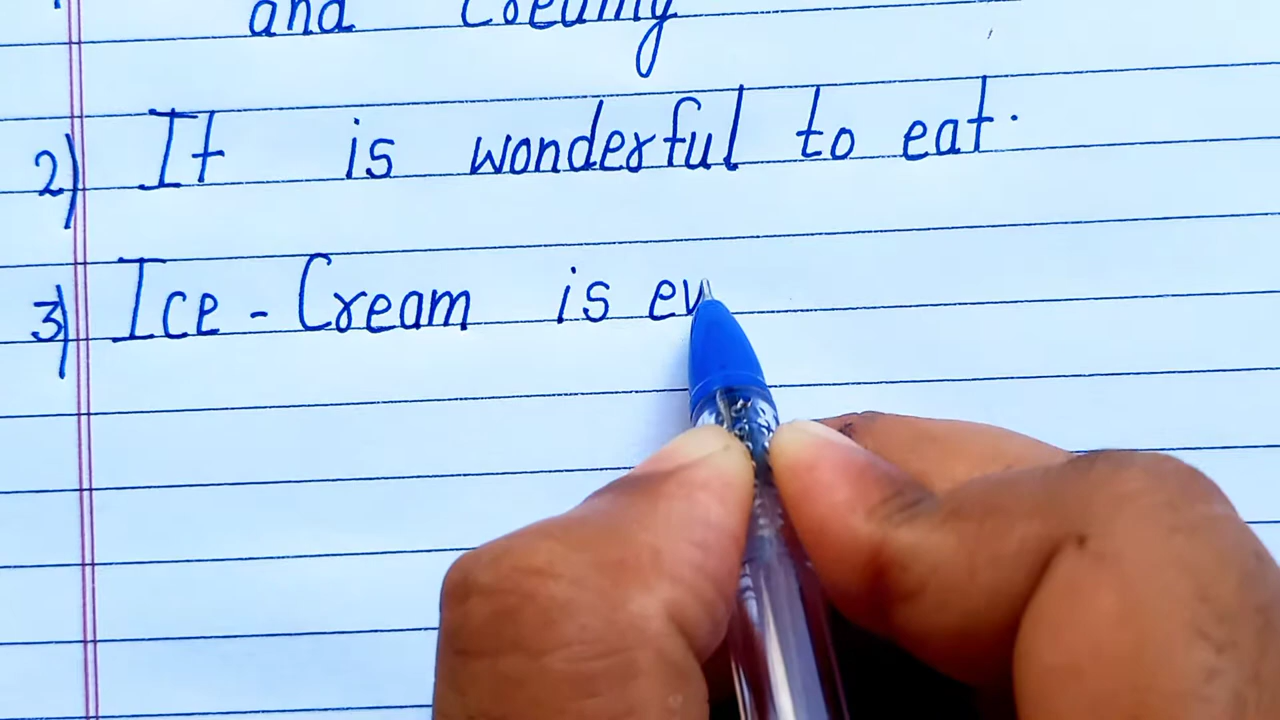 and Creamy
2) It is wonderful to eat.
3) Ice - Cream is ev